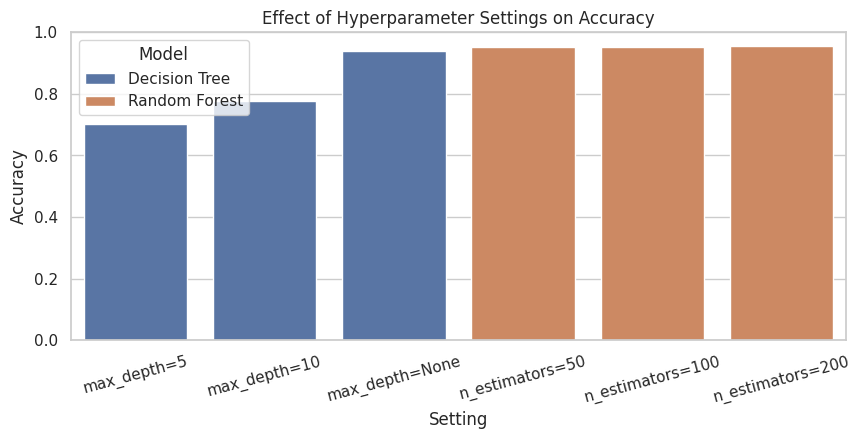 Effect of Hyperparameter Settings on Accuracy
Model
Decision Tree
Random Forest
Accuracy
1.0
0.8
0.6
0.4
0.2
0.0
max_depth=5
max_depth=10
max_depth=None
n_estimators=50
n_estimators=100
n_estimators=200
Setting